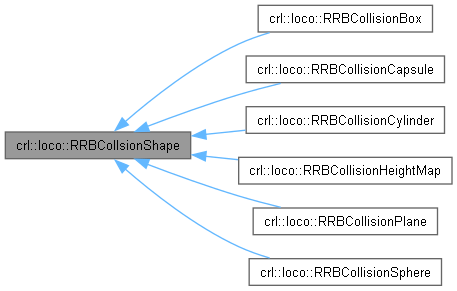 crl::loco::RRBCollisionBox
crl::loco::RRBCollisionCapsule
crl::loco::RRBCollisionCylinder
crl::loco::RRBCollsionShape
crl::loco::RRBCollisionHeightMap
crl::loco::RRBCollisionPlane
crl::loco::RRBCollisionSphere